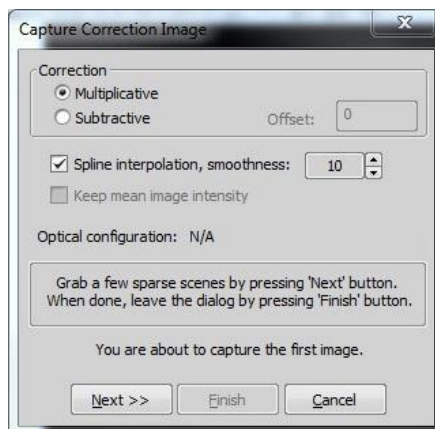 Capture Correction Image
Correction
Multiplicative
Subtractive
Offset: 0
Spline interpolation, smoothness: 10
Keep mean image intensity
Optical configuration: N/A
Grab a few sparse scenes by pressing 'Next' button.
When done, leave the dialog by pressing 'Finish' button.
You are about to capture the first image.
Next >> Finish Cancel